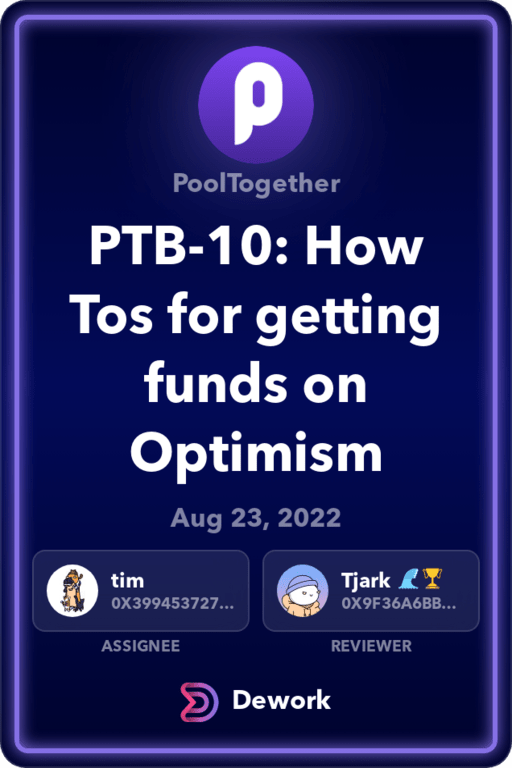 PoolTogether
PTB-10: How
Tos for getting
funds on
Optimism
Aug 23, 2022
tim
0X399453727...
ASSIGNEE
Tjark 🌊🏆
0X9F36A6BB...
REVIEWER
Dework